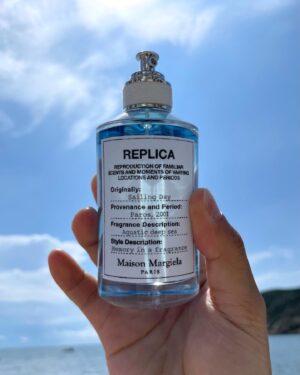 REPLICA
REPRODUCTION OF FAMILIAR
SCENTS AND MOMENTS OF VARYING
LOCATIONS AND PERIODS
Originally:
Sailing Day
Provenance and Period:
Paros, 2001
Fragrance Description:
Aquatic deep sea
Style Description:
Memory in a fragrance
Maison Margiela
PARIS